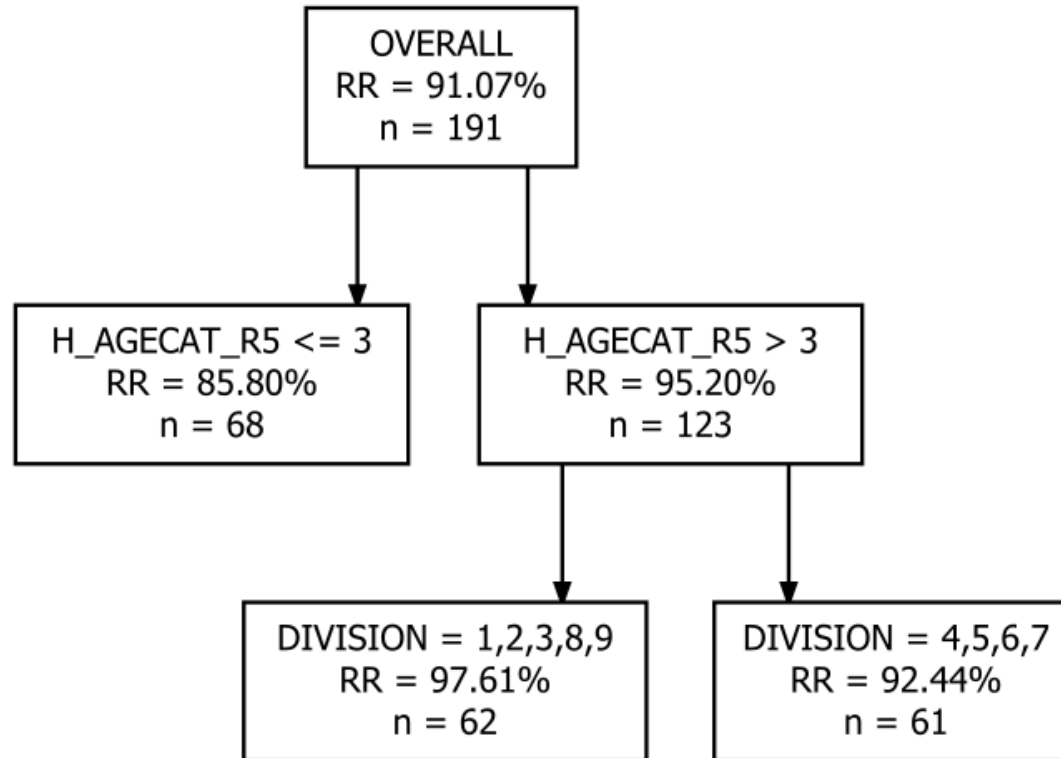 OVERALL
RR = 91.07%
n = 191
H_AGECAT_R5 <= 3
RR = 85.80%
n = 68
H_AGECAT_R5 > 3
RR = 95.20%
n = 123
DIVISION = 1,2,3,8,9
RR = 97.61%
n = 62
DIVISION = 4,5,6,7
RR = 92.44%
n = 61